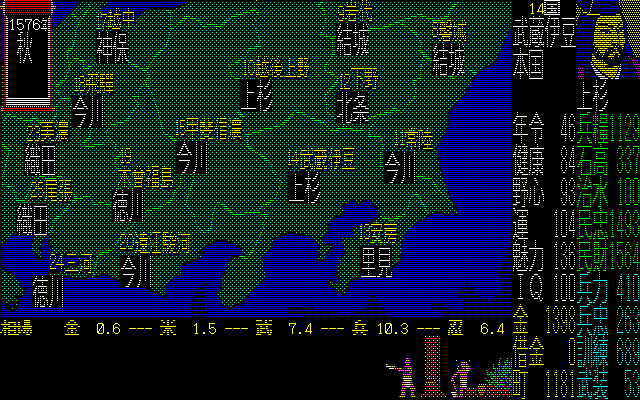 1576年
秋
7越中
神保
9岩代
結城
8磐城
結城
10越後上野
上杉
12下野
北条
18飛騨
今川
15甲斐信濃
今川
11常陸
今川
23美濃
織田
19
木曽福島
徳川
14武蔵伊豆
上杉
25尾張
織田
20遠江駿河
今川
13安房
里見
24三河
徳川
14国
武蔵伊豆
本国
上杉
年令 46
健康 84
野心 93
運 104
魅力 136
IQ 100
金 1398
借金 0
町 1181
兵糧 1129
石高 337
治水 100
民忠 1493
民財 1564
兵力 410
兵忠 263
訓練 688
武装 53
相場 金 0.6 --- 米 1.5 --- 武 7.4 --- 兵 10.3 --- 忍 6.4